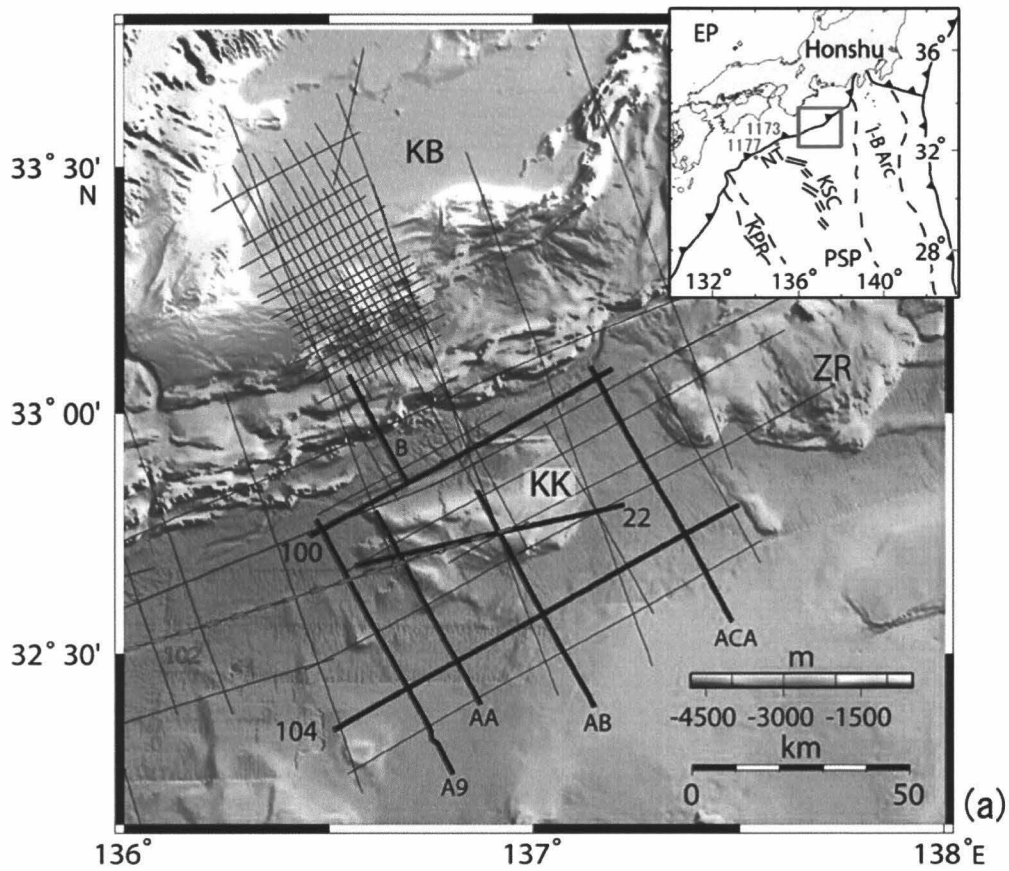 EP
Honshu
36°
1173
1177
32°
NT
KSC
I-B Arc
KPR
PSP
28°
132°
136°
140°
KB
33°30'
N
ZR
33°00'
B
KK
22
100
32°30'
102
ACA
m
-4500 -3000 -1500
104
AA
AB
km
A9
0 50
(a)
136°
137°
138°E